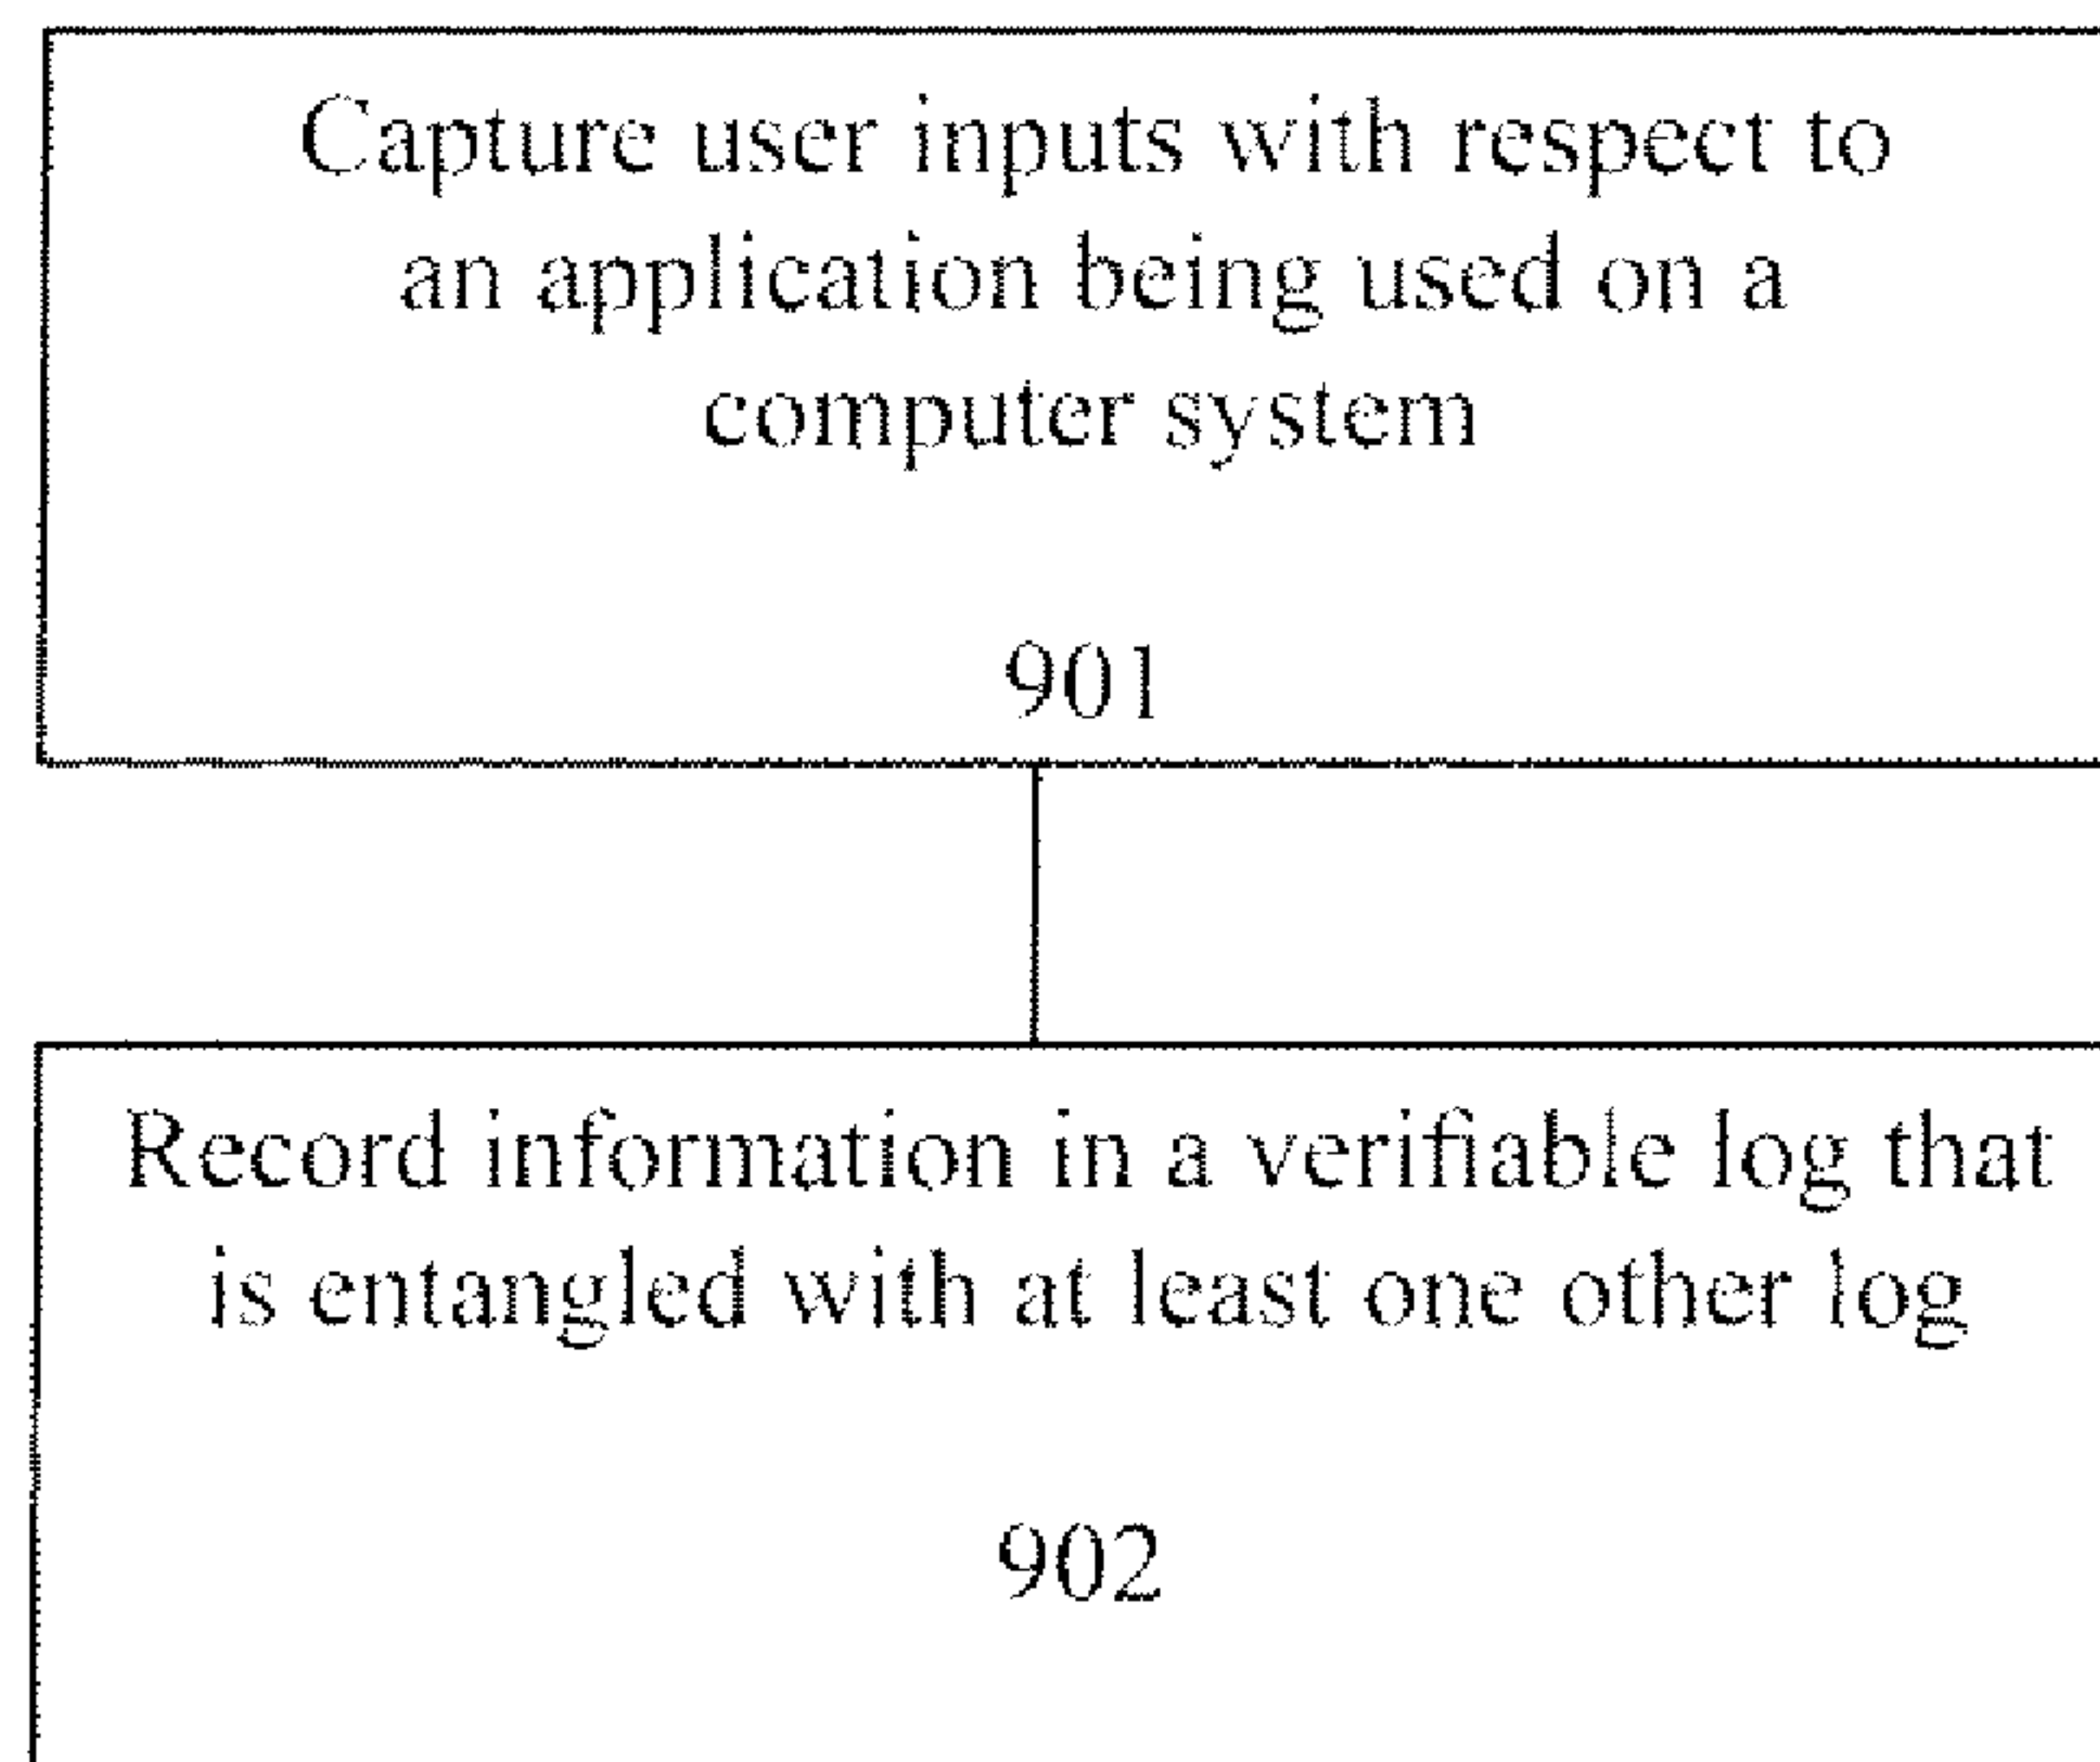 Capture user inputs with respect to
an application being used on a
computer system
901
Record information in a verifiable log that
is entangled with at least one other log
902